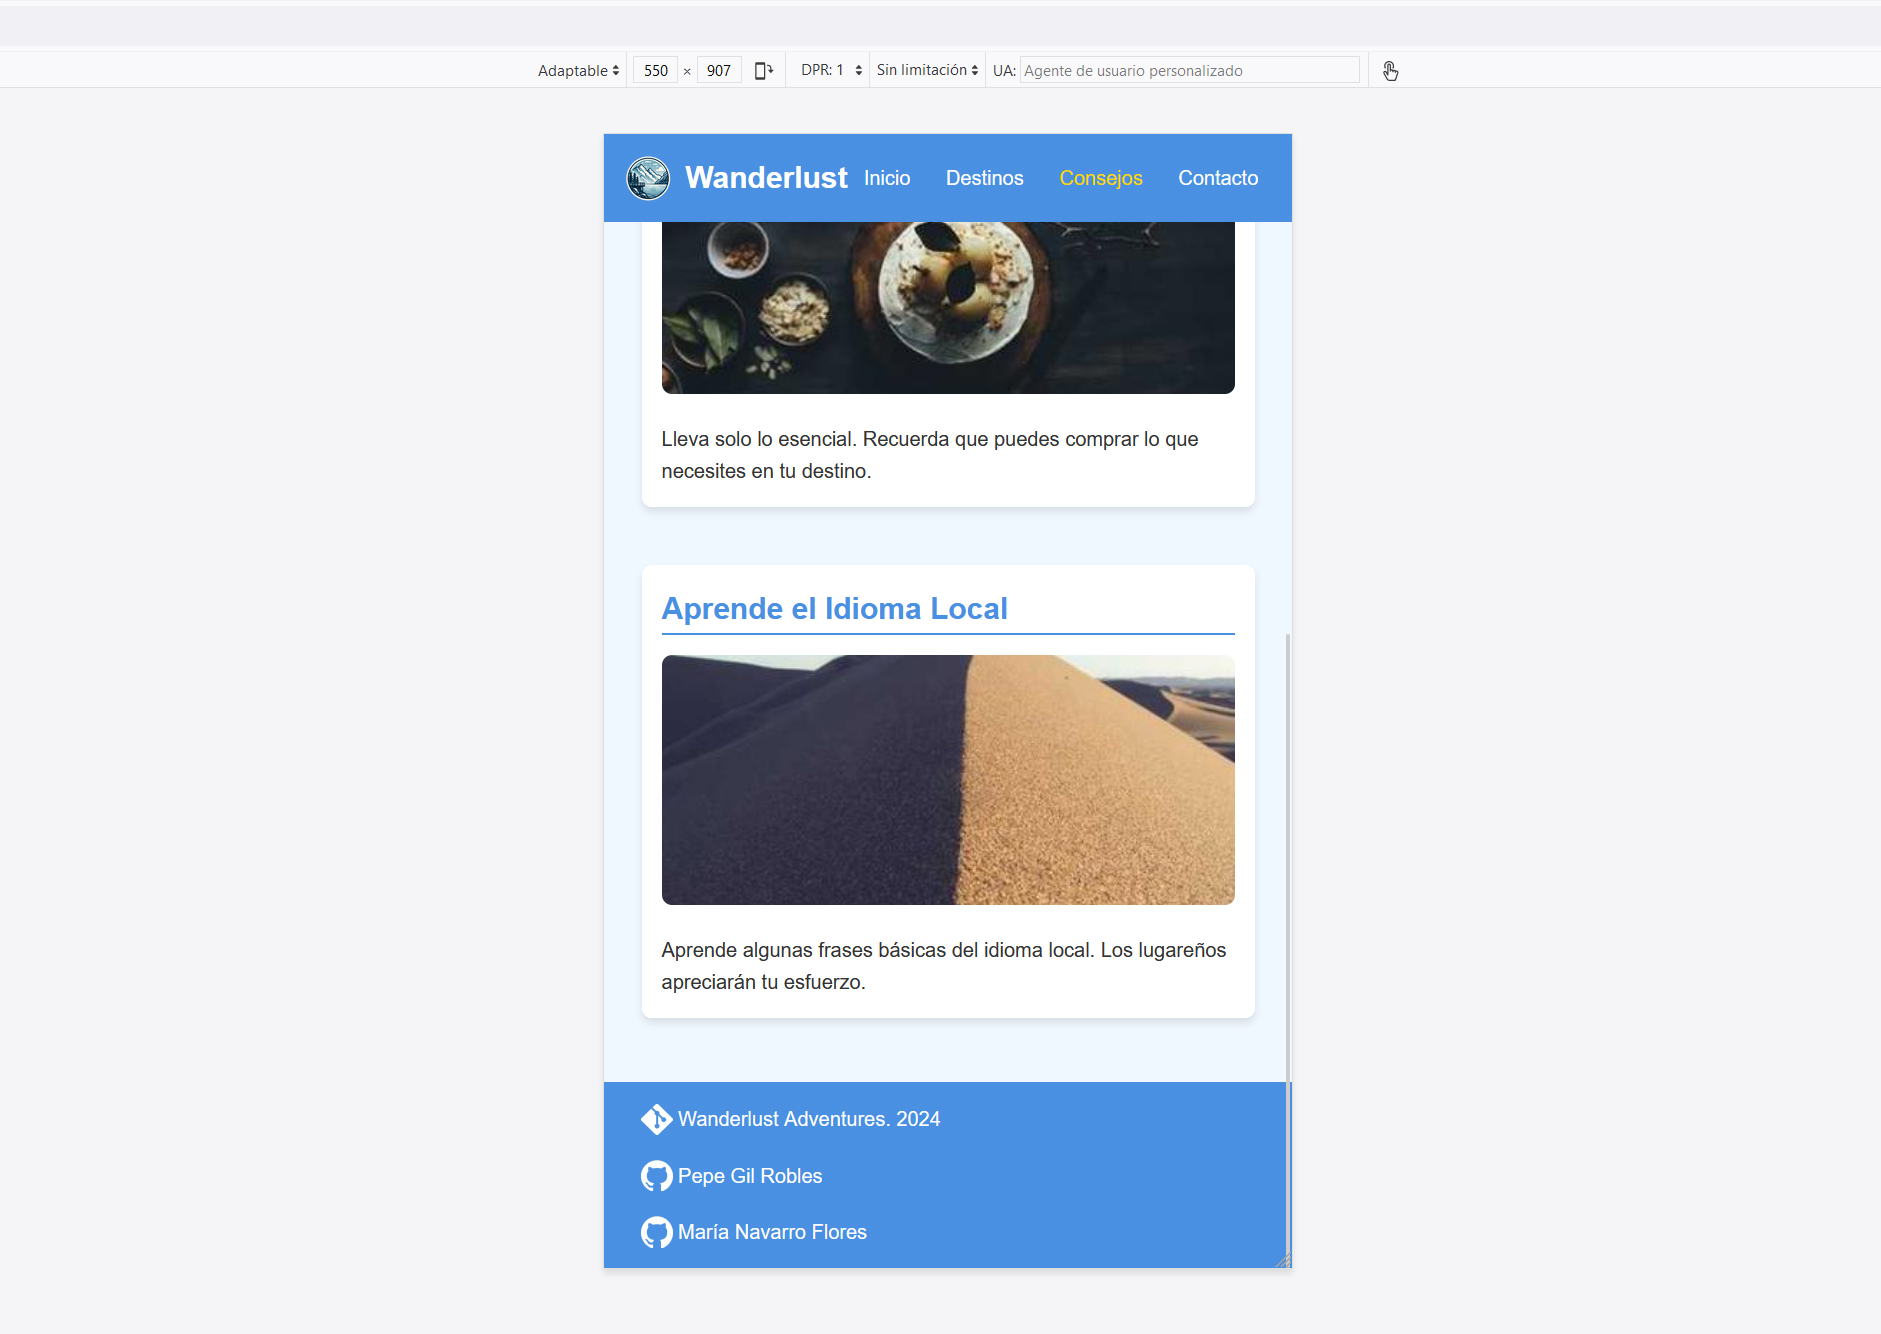 Adaptable 550 × 907 DPR: 1 Sin limitación UA: Agente de usuario personalizado
Wanderlust Inicio Destinos Consejos Contacto
Lleva solo lo esencial. Recuerda que puedes comprar lo que
necesites en tu destino.
Aprende el Idioma Local
Aprende algunas frases básicas del idioma local. Los lugareños
apreciarán tu esfuerzo.
Wanderlust Adventures. 2024
Pepe Gil Robles
María Navarro Flores